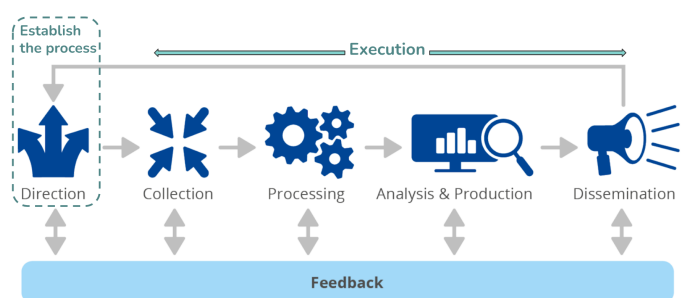 Establish
the process
Execution
Direction
Collection
Processing
Analysis & Production
Dissemination
Feedback